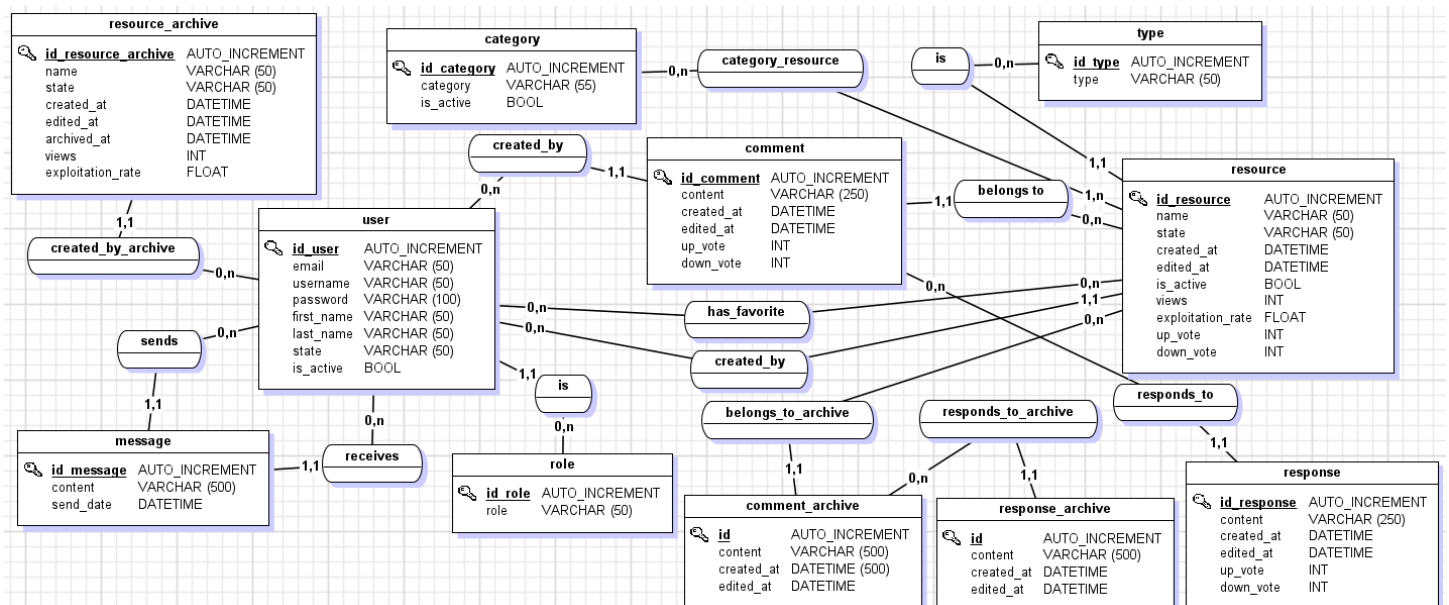 resource_archive
id_resource_archive AUTO_INCREMENT
name VARCHAR (50)
state VARCHAR (50)
created_at DATETIME
edited_at DATETIME
archived_at DATETIME
views INT
exploitation_rate FLOAT
category
id_category AUTO_INCREMENT
category VARCHAR (55)
is_active BOOL
0,n
category_resource
is
0,n
type
id_type AUTO_INCREMENT
type VARCHAR (50)
created_by
1,1
0,n
comment
id_comment AUTO_INCREMENT
content VARCHAR (250)
created_at DATETIME
edited_at DATETIME
up_vote INT
down_vote INT
1,1
belongs to
1,1
1,n
0,n
resource
id_resource AUTO_INCREMENT
name VARCHAR (50)
state VARCHAR (50)
created_at DATETIME
edited_at DATETIME
is_active BOOL
views INT
exploitation_rate FLOAT
up_vote INT
down_vote INT
1,1
created_by_archive
0,n
user
id_user AUTO_INCREMENT
email VARCHAR (50)
username VARCHAR (50)
password VARCHAR (100)
first_name VARCHAR (50)
last_name VARCHAR (50)
state VARCHAR (50)
is_active BOOL
0,n
has_favorite
0,n
0,n
created_by
1,1
0,n
0,n
sends
0,n
1,1
1,1
is
0,n
belongs_to_archive
1,1
responds_to_archive
0,n
1,1
responds_to
1,1
message
id_message AUTO_INCREMENT
content VARCHAR (500)
send_date DATETIME
1,1
receives
0,n
role
id_role AUTO_INCREMENT
role VARCHAR (50)
comment_archive
id AUTO_INCREMENT
content VARCHAR (500)
created_at DATETIME (500)
edited_at DATETIME
response_archive
id AUTO_INCREMENT
content VARCHAR (500)
created_at DATETIME
edited_at DATETIME
response
id_response AUTO_INCREMENT
content VARCHAR (250)
created_at DATETIME
edited_at DATETIME
up_vote INT
down_vote INT